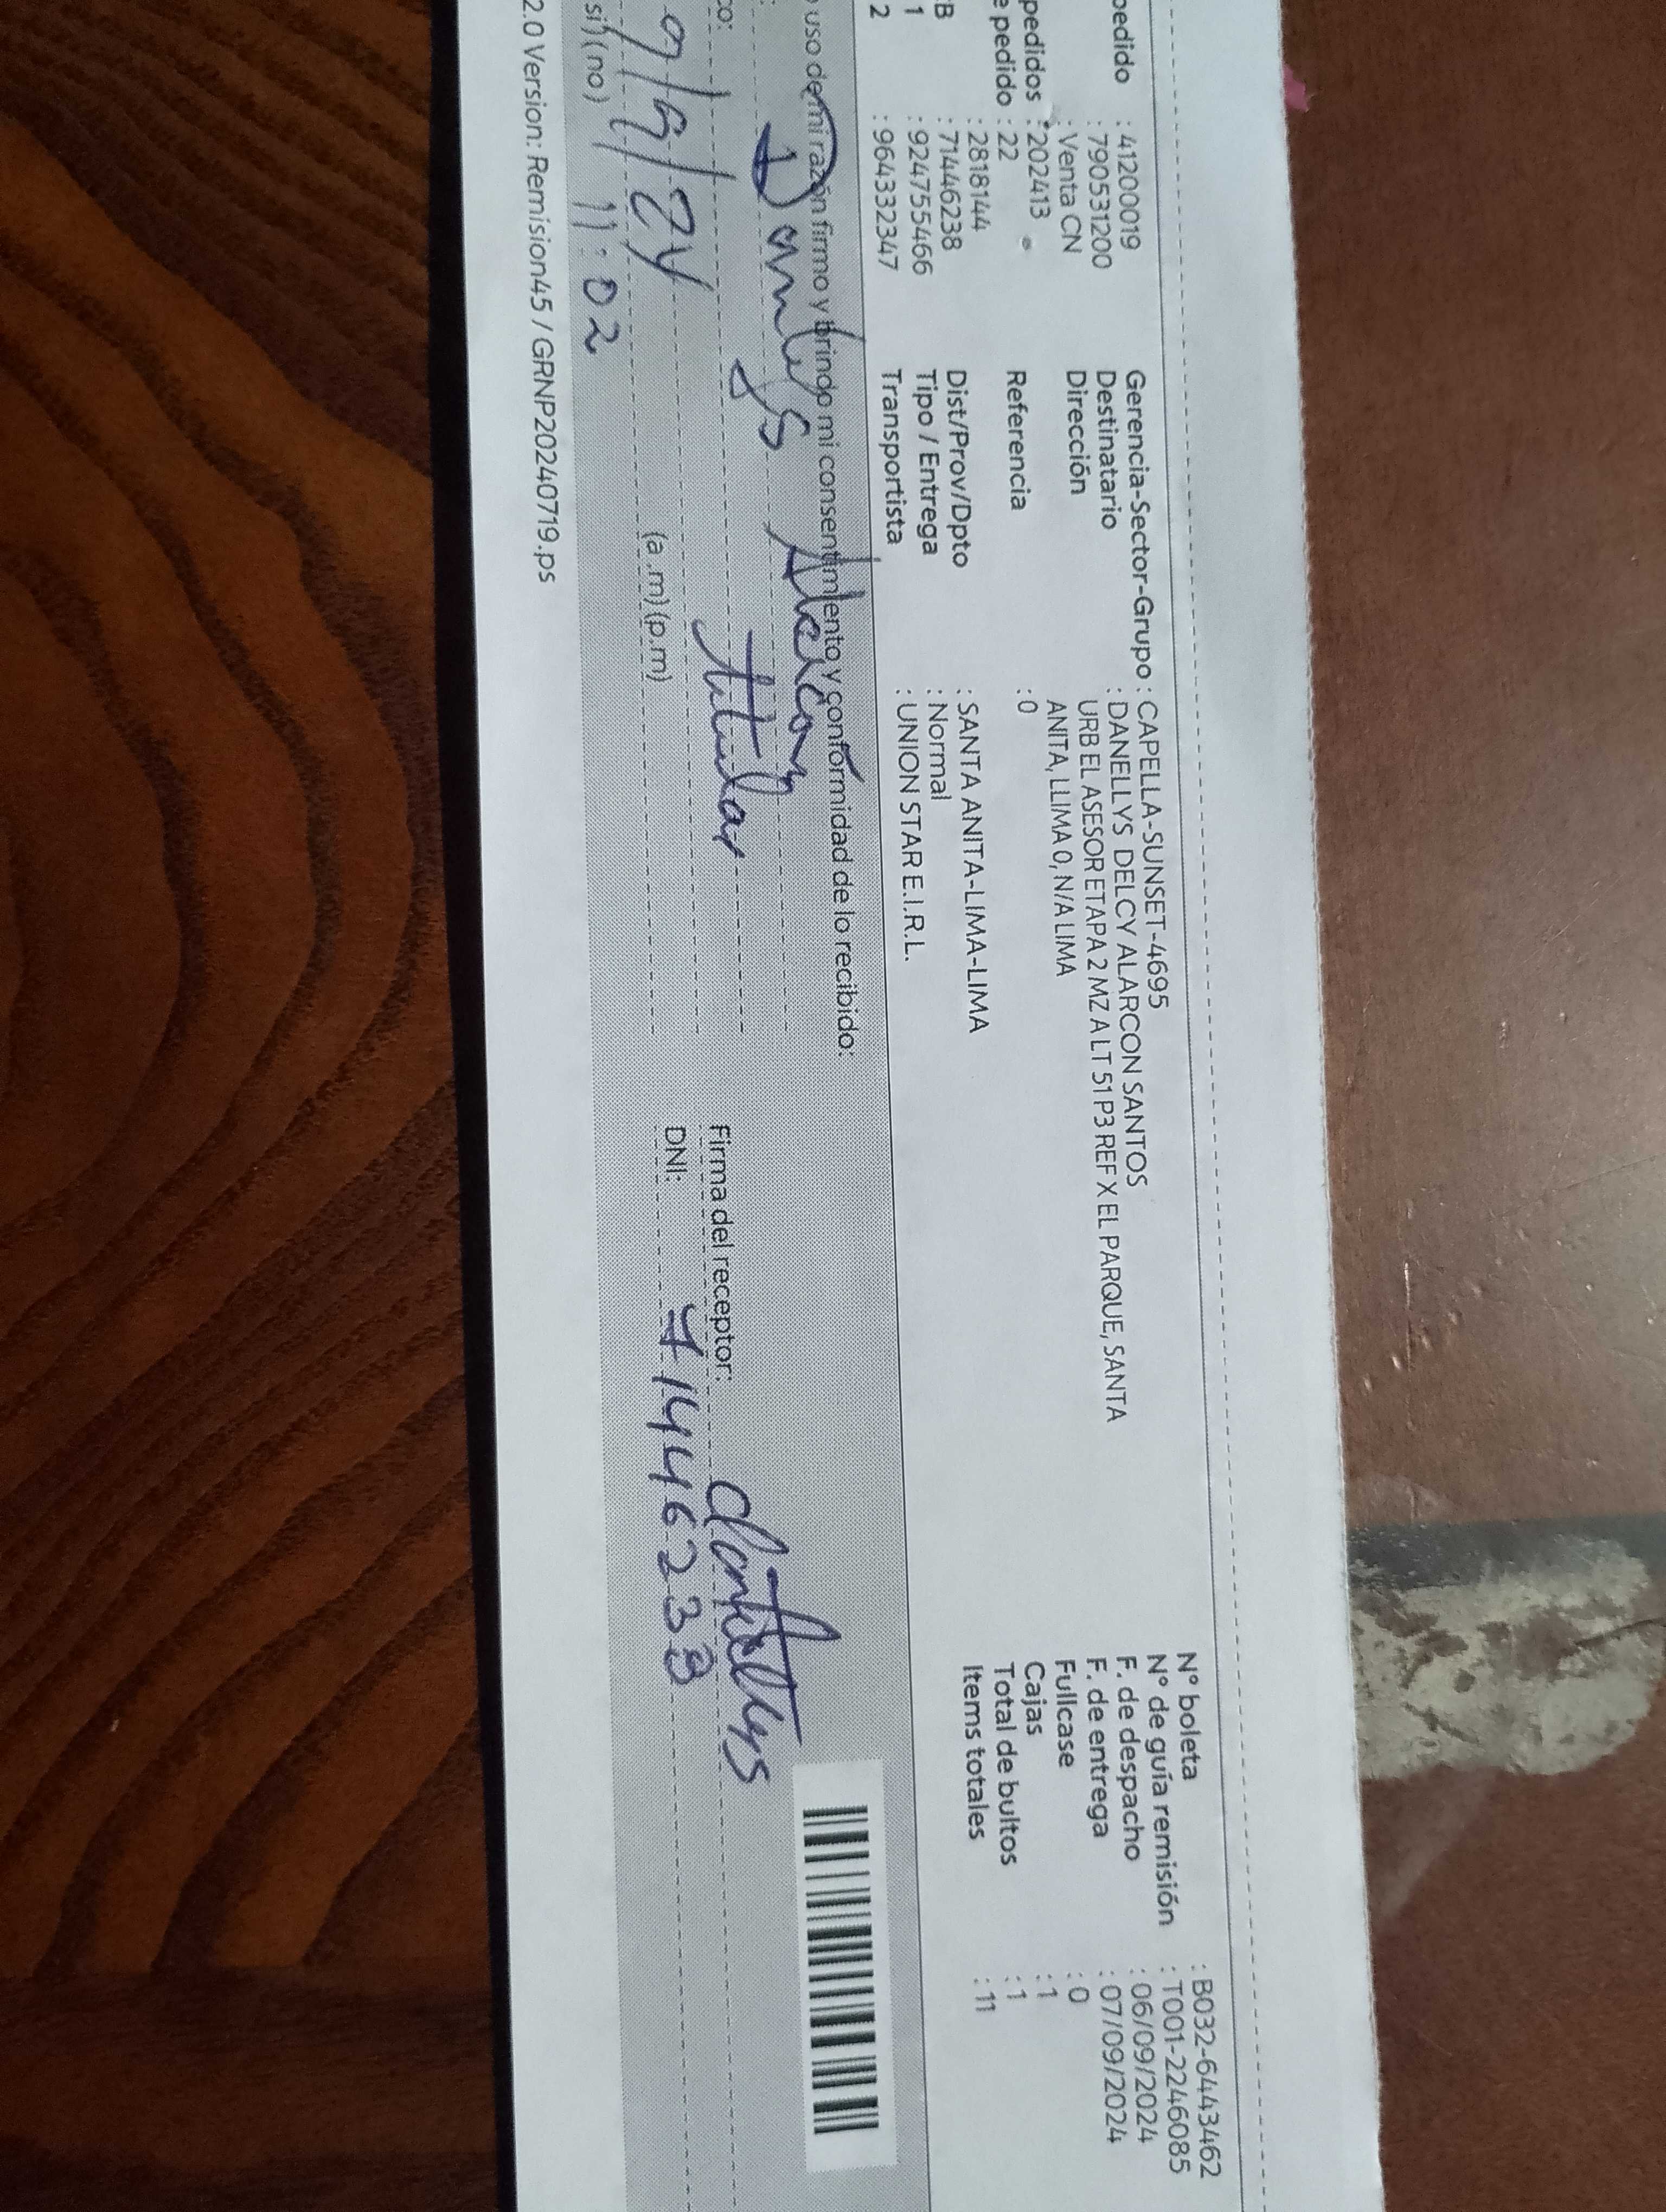 pedido : 41200019
: 790531200
: Venta CN
pedidos : 202413
e pedido : 22
: 2818144
B : 71446238
1 : 924755466
2 : 964332347
Gerencia-Sector-Grupo : CAPELLA-SUNSET-4695
Destinatario : DANELLYS DELCY ALARCON SANTOS
Dirección : URB EL ASESOR ETAPA 2 MZ A LT 51 P3 REF X EL PARQUE, SANTA
ANITA, LLIMA 0, N/A LIMA
Referencia : 0
Dist/Prov/Dpto : SANTA ANITA-LIMA-LIMA
Tipo / Entrega : Normal
Transportista : UNION STAR E.I.R.L.
N° boleta : B032-6443462
N° de guía remisión : T001-2246085
F. de despacho : 06/09/2024
F. de entrega : 07/09/2024
Fullcase : 0
Cajas : 1
Total de bultos : 1
Items totales : 11
uso de mi razón firmo y brindo mi consentimiento y conformidad de lo recibido:
Alarcon
co: titular
9/9/24
si) (no) 11:02 (a.m) (p.m)
Firma del receptor: Danellys
DNI: 71446238
2.0 Version: Remision45 / GRNP20240719.ps